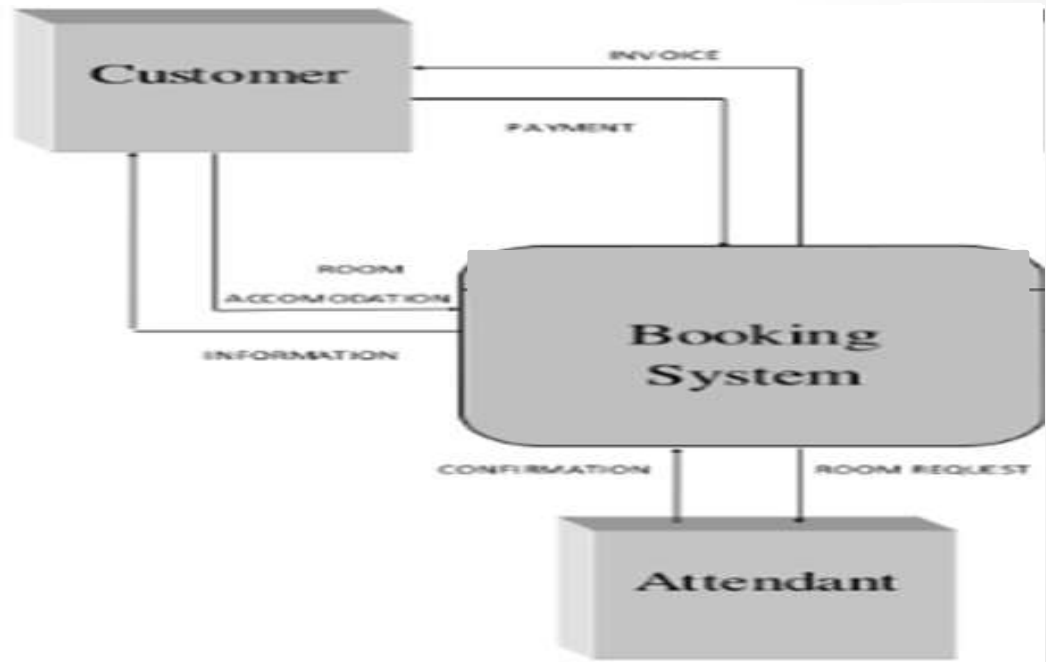 Customer
INVOICE
PAYMENT
ROOM
ACCOMODATION
INFORMATION
Booking
System
CONFIRMATION
ROOM REQUEST
Attendant